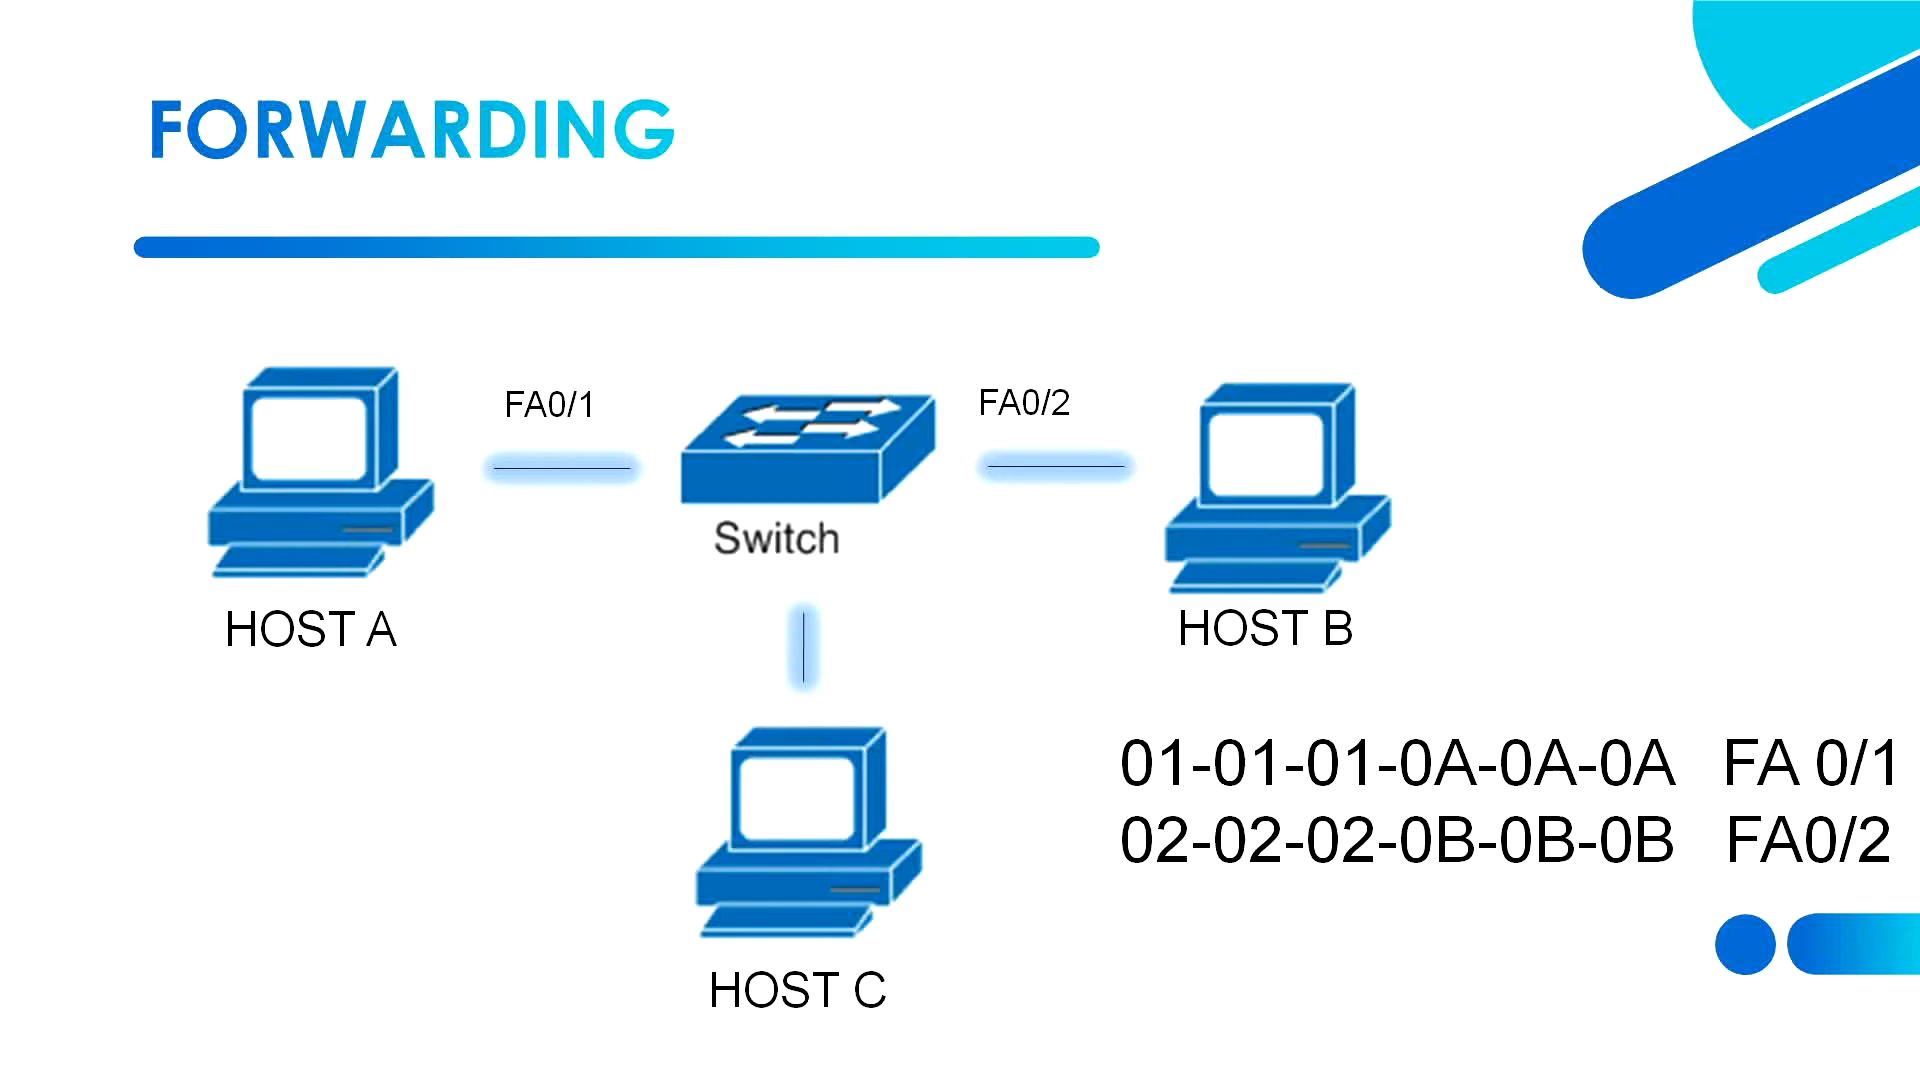 FORWARDING
FA0/1
FA0/2
Switch
HOST A
HOST B
01-01-01-0A-0A-0A FA 0/1
02-02-02-0B-0B-0B FA0/2
HOST C